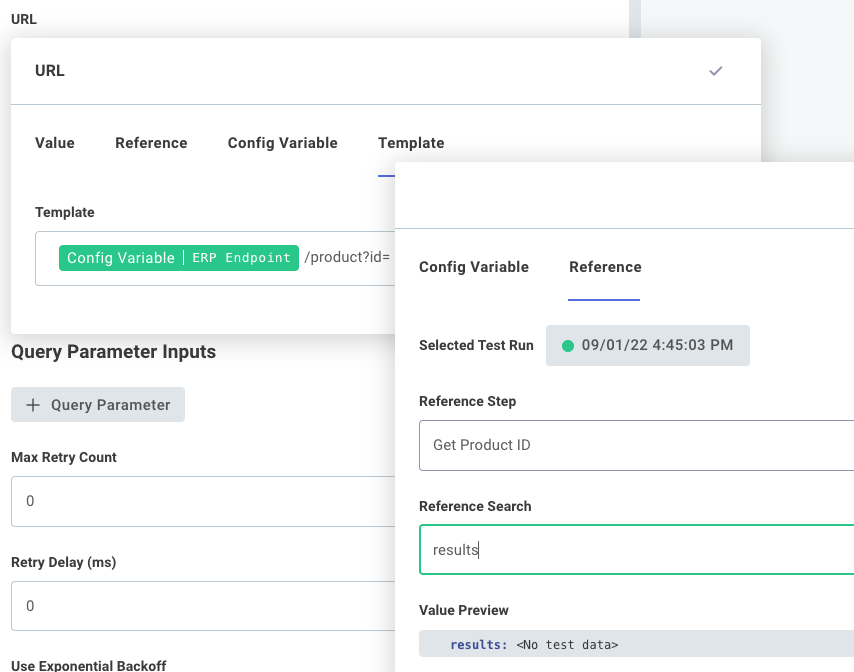 URL
URL
Value Reference Config Variable Template
Template
Config Variable ERP Endpoint /product?id=
Query Parameter Inputs
+ Query Parameter
Max Retry Count
0
Retry Delay (ms)
0
Use Exponential Backoff
Config Variable Reference
Selected Test Run 09/01/22 4:45:03 PM
Reference Step
Get Product ID
Reference Search
results
Value Preview
results: <No test data>